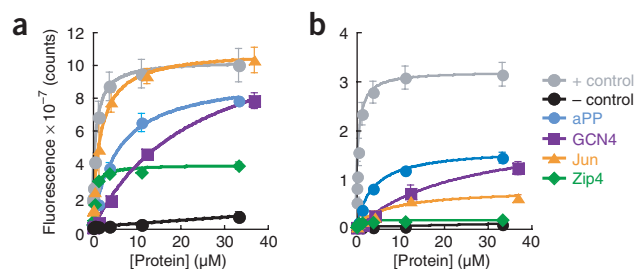 a
b
Fluorescence × 10⁻⁷ (counts)
12
10
8
6
4
2
0
0
10
20
30
40
[Protein] (µM)
4
3
2
1
0
0
10
20
30
40
[Protein] (µM)
+ control
– control
aPP
GCN4
Jun
Zip4